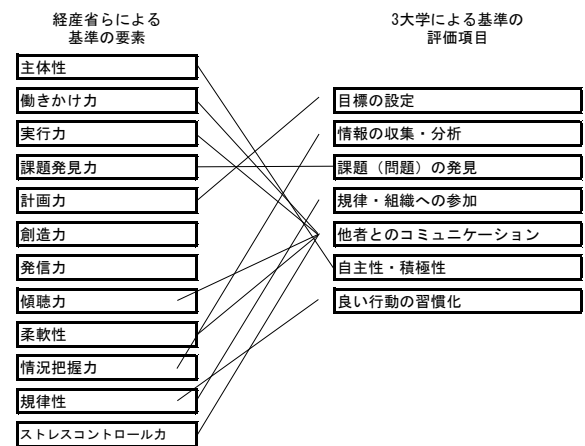 経産省らによる
基準の要素
主体性
働きかけ力
実行力
課題発見力
計画力
創造力
発信力
傾聴力
柔軟性
情況把握力
規律性
ストレスコントロール力
3大学による基準の
評価項目
目標の設定
情報の収集・分析
課題（問題）の発見
規律・組織への参加
他者とのコミュニケーション
自主性・積極性
良い行動の習慣化